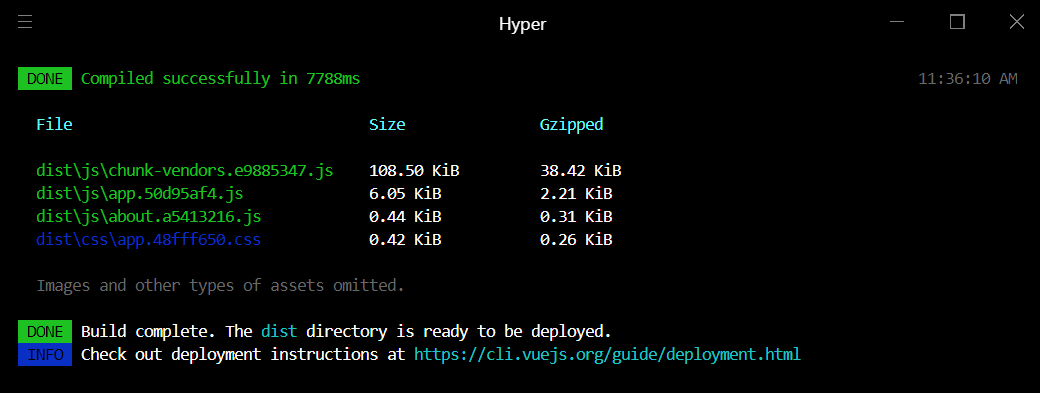 Hyper
DONE Compiled successfully in 7788ms 11:36:10 AM
File Size Gzipped
dist\js\chunk-vendors.e9885347.js 108.50 KiB 38.42 KiB
dist\js\app.50d95af4.js 6.05 KiB 2.21 KiB
dist\js\about.a5413216.js 0.44 KiB 0.31 KiB
dist\css\app.48fff650.css 0.42 KiB 0.26 KiB
Images and other types of assets omitted.
DONE Build complete. The dist directory is ready to be deployed.
INFO Check out deployment instructions at https://cli.vuejs.org/guide/deployment.html